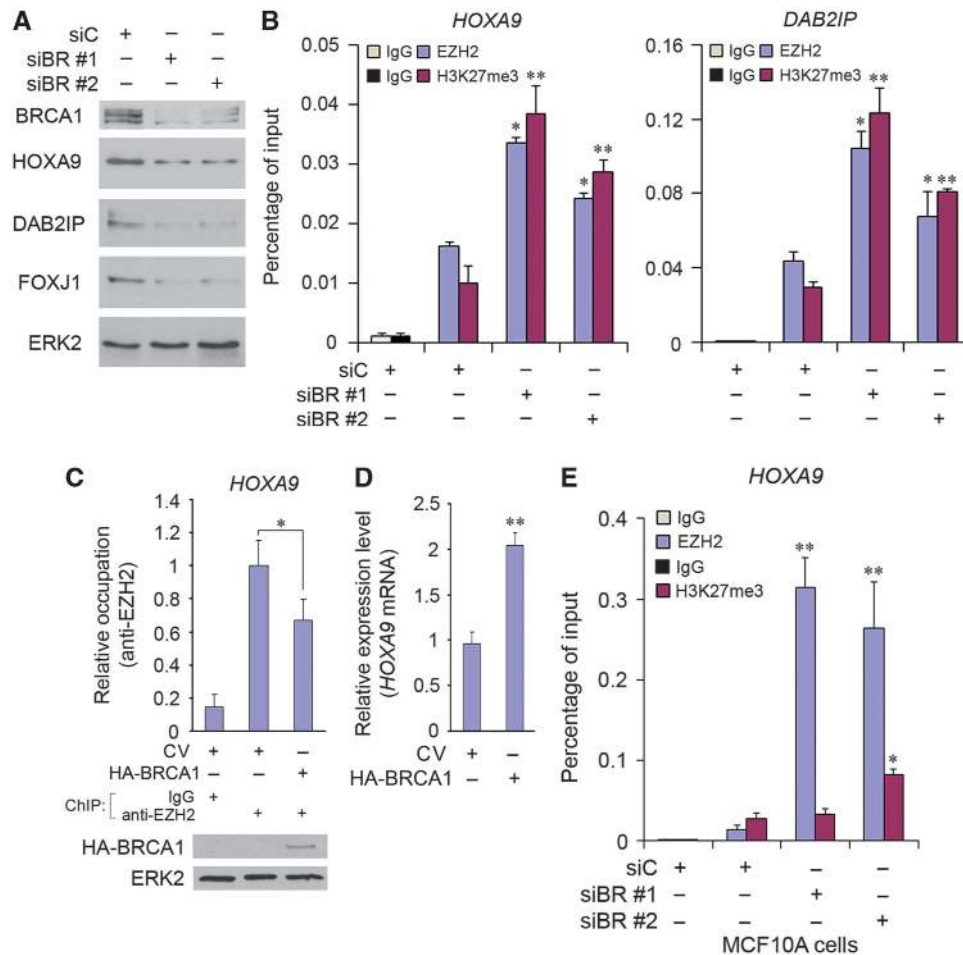 A
siC + – –
siBR #1 – + –
siBR #2 – – +
BRCA1
HOXA9
DAB2IP
FOXJ1
ERK2
B
HOXA9
IgG EZH2
IgG H3K27me3
Percentage of input
0.05
0.04
0.03
0.02
0.01
0
* ** * **
siC + + – –
siBR #1 – – + –
siBR #2 – – – +
DAB2IP
IgG EZH2
IgG H3K27me3
0.16
0.12
0.08
0.04
0
* ** * **
+ + – –
– – + –
– – – +
C
HOXA9
Relative occupation
(anti-EZH2)
1.4
1.2
1
0.8
0.6
0.4
0.2
0
*
CV + + –
HA-BRCA1 – – +
ChIP: IgG +
anti-EZH2 + +
HA-BRCA1
ERK2
D
Relative expression level
(HOXA9 mRNA)
2.5
2
1.5
1
0.5
0
**
CV + –
HA-BRCA1 – +
E
HOXA9
IgG
EZH2
IgG
H3K27me3
Percentage of input
0.4
0.3
0.2
0.1
0
** ** *
siC + + – –
siBR #1 – – + –
siBR #2 – – – +
MCF10A cells